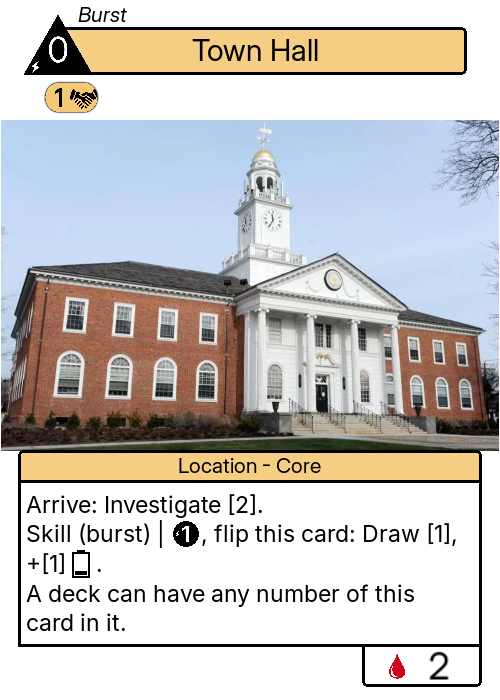 Burst
0
Town Hall
1
Location - Core
Arrive: Investigate [2].
Skill (burst) | 1, flip this card: Draw [1],
+[1] .
A deck can have any number of this
card in it.
2